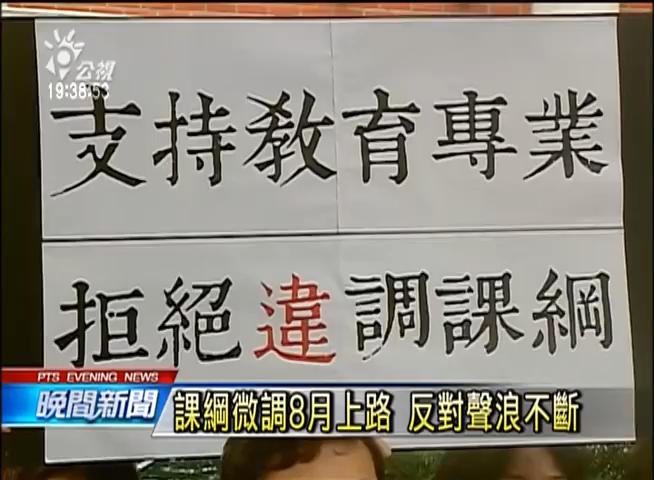 公視
19:38:53
支持教育專業
拒絕違調課綱
PTS EVENING NEWS
晚間新聞
課綱微調8月上路 反對聲浪不斷